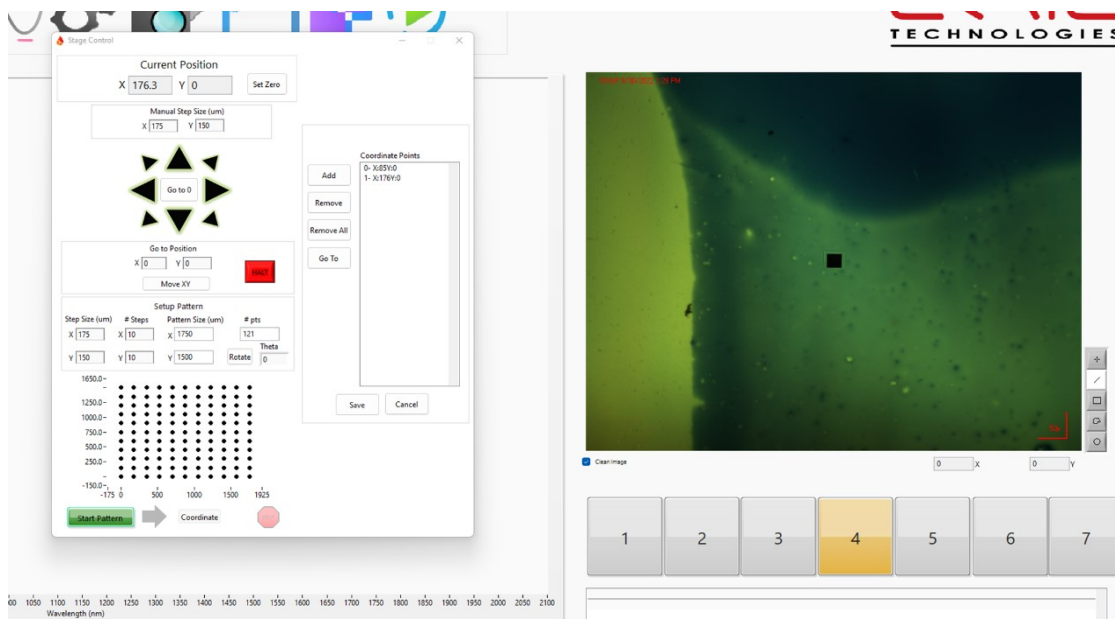 TECHNOLOGIES
Stage Control
Current Position
X 176.3 Y 0 Set Zero
Manual Step Size (um)
X 175 Y 150
Go to 0
Go to Position
X 0 Y 0
HALT
Move XY
Setup Pattern
Step Size (um) # Steps Pattern Size (um) # pts
X 175 X 10 X 1750 121
Theta
Y 150 Y 10 Y 1500 Rotate 0
1650.0-
1250.0-
1000.0-
750.0-
500.0-
250.0-
-150.0-
-175 0 500 1000 1500 1925
Start Pattern Coordinate
Coordinate Points
0- X:85Y:0
1- X:176Y:0
Add
Remove
Remove All
Go To
Save Cancel
PM
Clean Image 0 X 0 Y
1 2 3 4 5 6 7
1050 1100 1150 1200 1250 1300 1350 1400 1450 1500 1550 1600 1650 1700 1750 1800 1850 1900 1950 2000 2050 2100
Wavelength (nm)